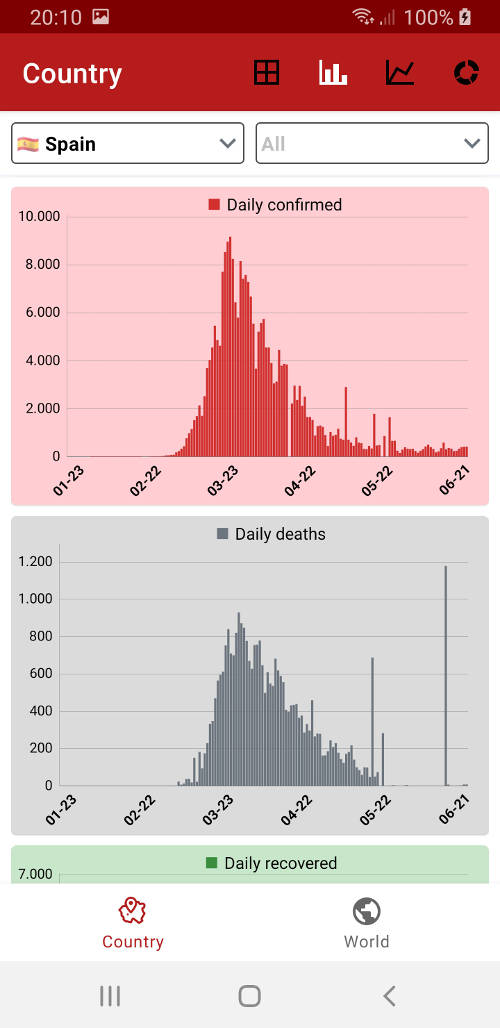 20:10 100%
Country
Spain All
Daily confirmed
10.000
8.000
6.000
4.000
2.000
0
01-23 02-22 03-23 04-22 05-22 06-21
Daily deaths
1.200
1.000
800
600
400
200
0
01-23 02-22 03-23 04-22 05-22 06-21
Daily recovered
7.000
Country World